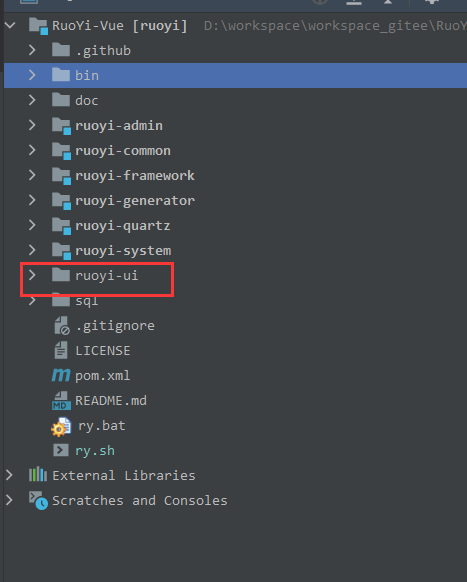 RuoYi-Vue [ruoyi] D:\workspace\workspace_gitee\RuoY
.github
bin
doc
ruoyi-admin
ruoyi-common
ruoyi-framework
ruoyi-generator
ruoyi-quartz
ruoyi-system
ruoyi-ui
sql
.gitignore
LICENSE
pom.xml
README.md
ry.bat
ry.sh
External Libraries
Scratches and Consoles